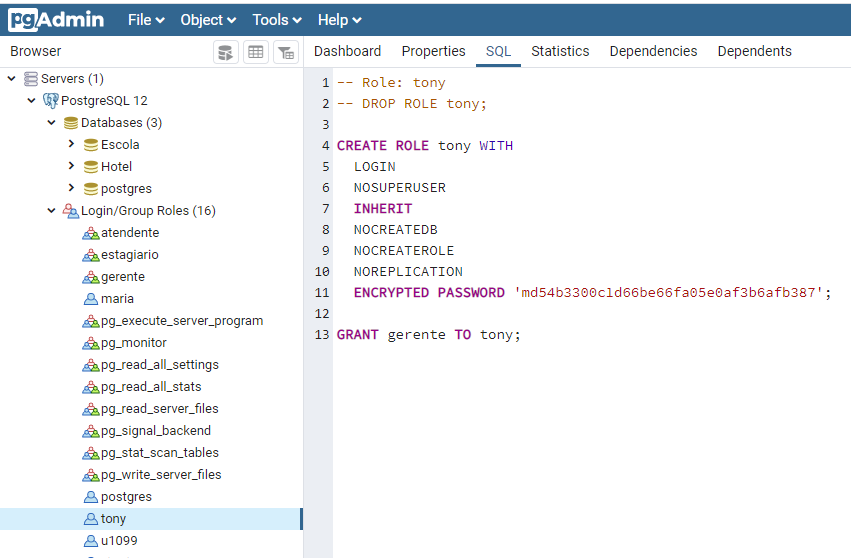 pgAdmin File Object Tools Help
Browser
Dashboard Properties SQL Statistics Dependencies Dependents
Servers (1)
PostgreSQL 12
Databases (3)
Escola
Hotel
postgres
Login/Group Roles (16)
atendente
estagiario
gerente
maria
pg_execute_server_program
pg_monitor
pg_read_all_settings
pg_read_all_stats
pg_read_server_files
pg_signal_backend
pg_stat_scan_tables
pg_write_server_files
postgres
tony
u1099
1 -- Role: tony
2 -- DROP ROLE tony;
3
4 CREATE ROLE tony WITH
5 LOGIN
6 NOSUPERUSER
7 INHERIT
8 NOCREATEDB
9 NOCREATEROLE
10 NOREPLICATION
11 ENCRYPTED PASSWORD 'md54b3300c1d66be66fa05e0af3b6afb387';
12
13 GRANT gerente TO tony;